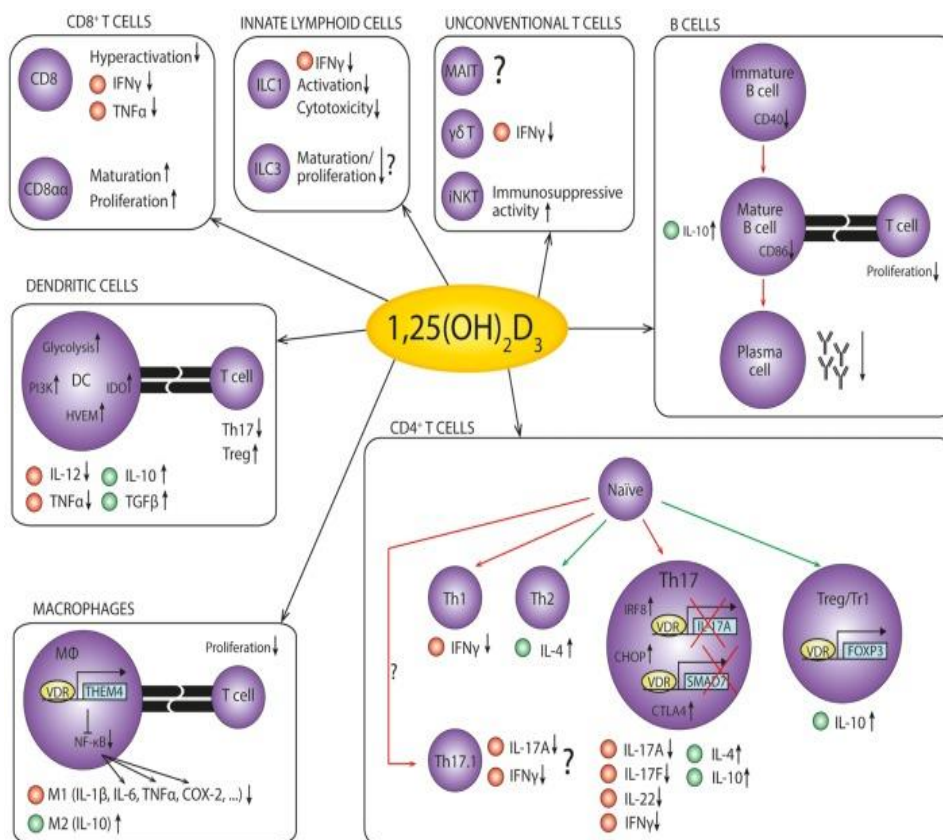 CD8⁺ T CELLS
CD8
Hyperactivation↓
IFNγ ↓
TNFα ↓
CD8αα
Maturation↑
Proliferation↑
INNATE LYMPHOID CELLS
ILC1
IFNγ↓
Activation↓
Cytotoxicity↓
ILC3
Maturation/
proliferation ↓?
UNCONVENTIONAL T CELLS
MAIT
?
γδ T
IFNγ↓
iNKT
Immunosuppressive
activity ↑
B CELLS
Immature
B cell
CD40↓
IL-10↑
Mature
B cell
CD86↓
T cell
Proliferation↓
Plasma
cell
1,25(OH)₂D₃
DENDRITIC CELLS
Glycolysis↑
PI3K↑
DC
IDO↑
HVEM↑
T cell
Th17↓
Treg↑
IL-12↓
IL-10 ↑
TNFα↓
TGFβ ↑
MACROPHAGES
MΦ
VDR
THEM4
NF-κB↓
Proliferation↓
T cell
M1 (IL-1β, IL-6, TNFα, COX-2, ...) ↓
M2 (IL-10) ↑
CD4⁺ T CELLS
Naïve
?
Th1
IFNγ ↓
Th2
IL-4↑
Th17
IRF8↑
VDR
IL-17A
CHOP↑
VDR
SMAD7
CTLA4↑
IL-17A↓
IL-17F↓
IL-22↓
IFNγ↓
IL-4↑
IL-10↑
Treg/Tr1
VDR
FOXP3
IL-10 ↑
Th17.1
IL-17A↓
IFNγ↓
?